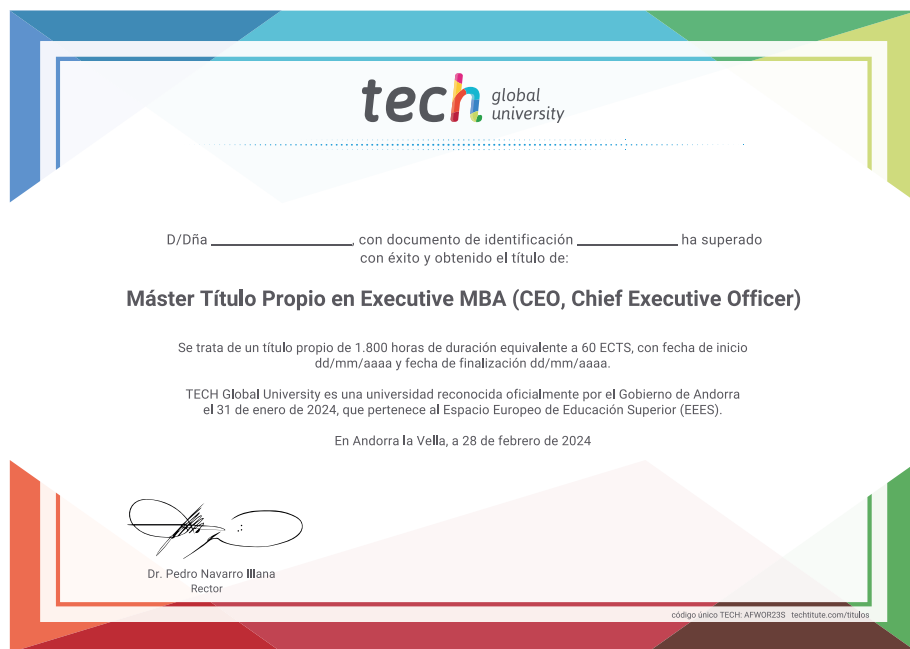 tech global university
D/Dña ____________________, con documento de identificación ______________ ha superado
con éxito y obtenido el título de:
Máster Título Propio en Executive MBA (CEO, Chief Executive Officer)
Se trata de un título propio de 1.800 horas de duración equivalente a 60 ECTS, con fecha de inicio
dd/mm/aaaa y fecha de finalización dd/mm/aaaa.
TECH Global University es una universidad reconocida oficialmente por el Gobierno de Andorra
el 31 de enero de 2024, que pertenece al Espacio Europeo de Educación Superior (EEES).
En Andorra la Vella, a 28 de febrero de 2024
Dr. Pedro Navarro Illana
Rector
código único TECH: AFWOR23S techtitute.com/titulos